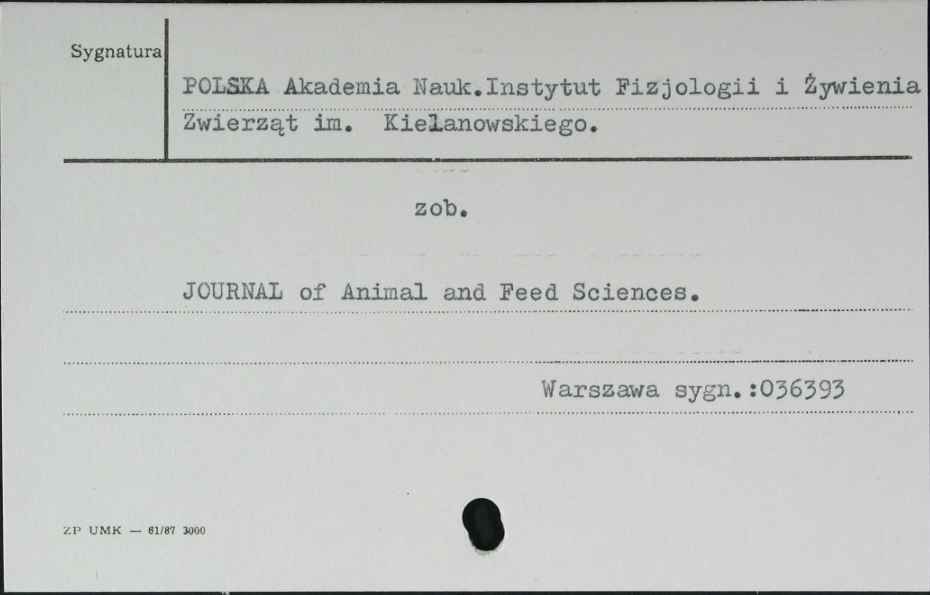 Sygnatura
POLSKA Akademia Nauk.Instytut Fizjologii i Żywienia
Zwierząt im. Kielanowskiego.
zob.
JOURNAL of Animal and Feed Sciences.
Warszawa sygn.:036393
ZP UMK — 61/87 3000